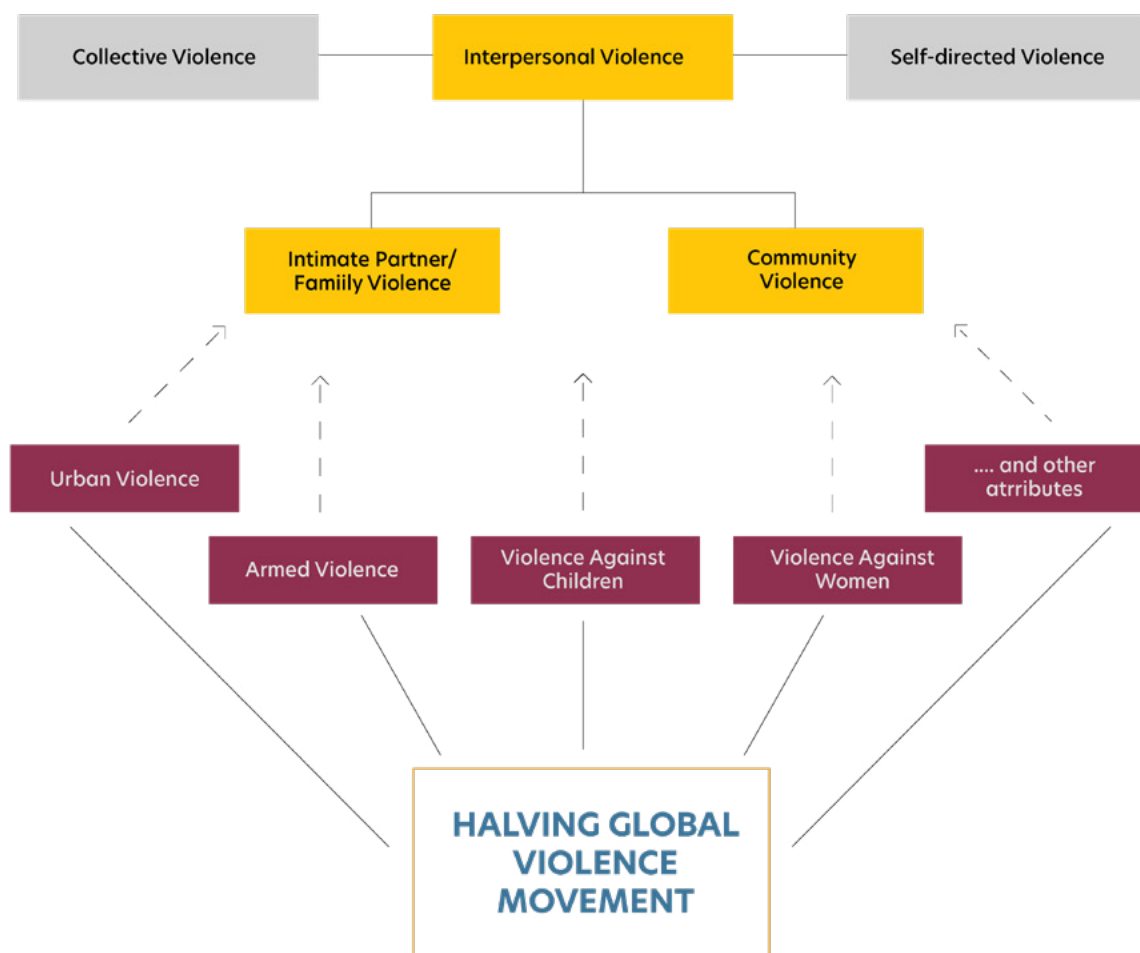 Collective Violence
Interpersonal Violence
Self-directed Violence
Intimate Partner/
Famiily Violence
Community
Violence
Urban Violence
.... and other
atrributes
Armed Violence
Violence Against
Children
Violence Against
Women
HALVING GLOBAL
VIOLENCE
MOVEMENT